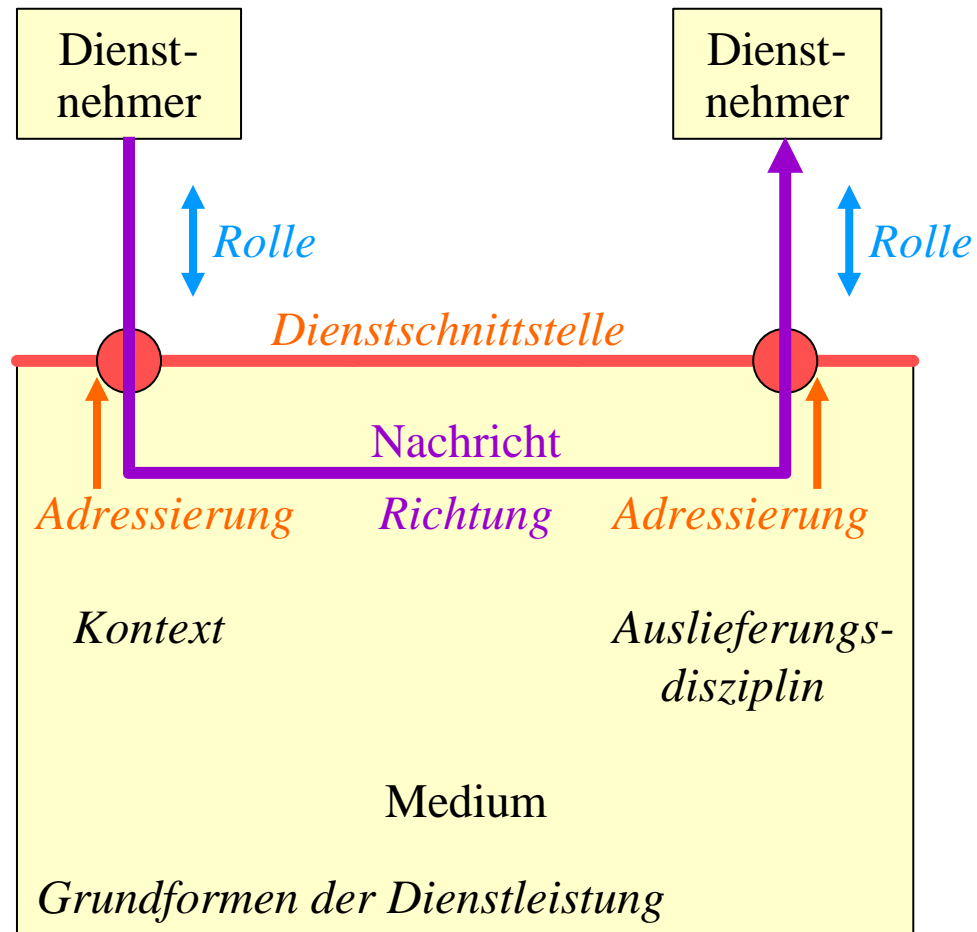 Dienst-
nehmer
Dienst-
nehmer
Rolle
Rolle
Dienstschnittstelle
Nachricht
Adressierung
Richtung
Adressierung
Kontext
Auslieferungs-
disziplin
Medium
Grundformen der Dienstleistung